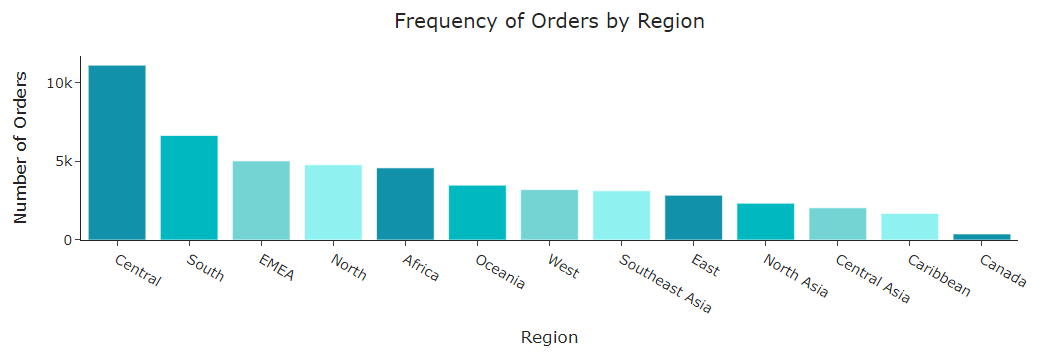 Frequency of Orders by Region
Number of Orders
10k
5k
0
Central
South
EMEA
North
Africa
Oceania
West
Southeast Asia
East
North Asia
Central Asia
Caribbean
Canada
Region